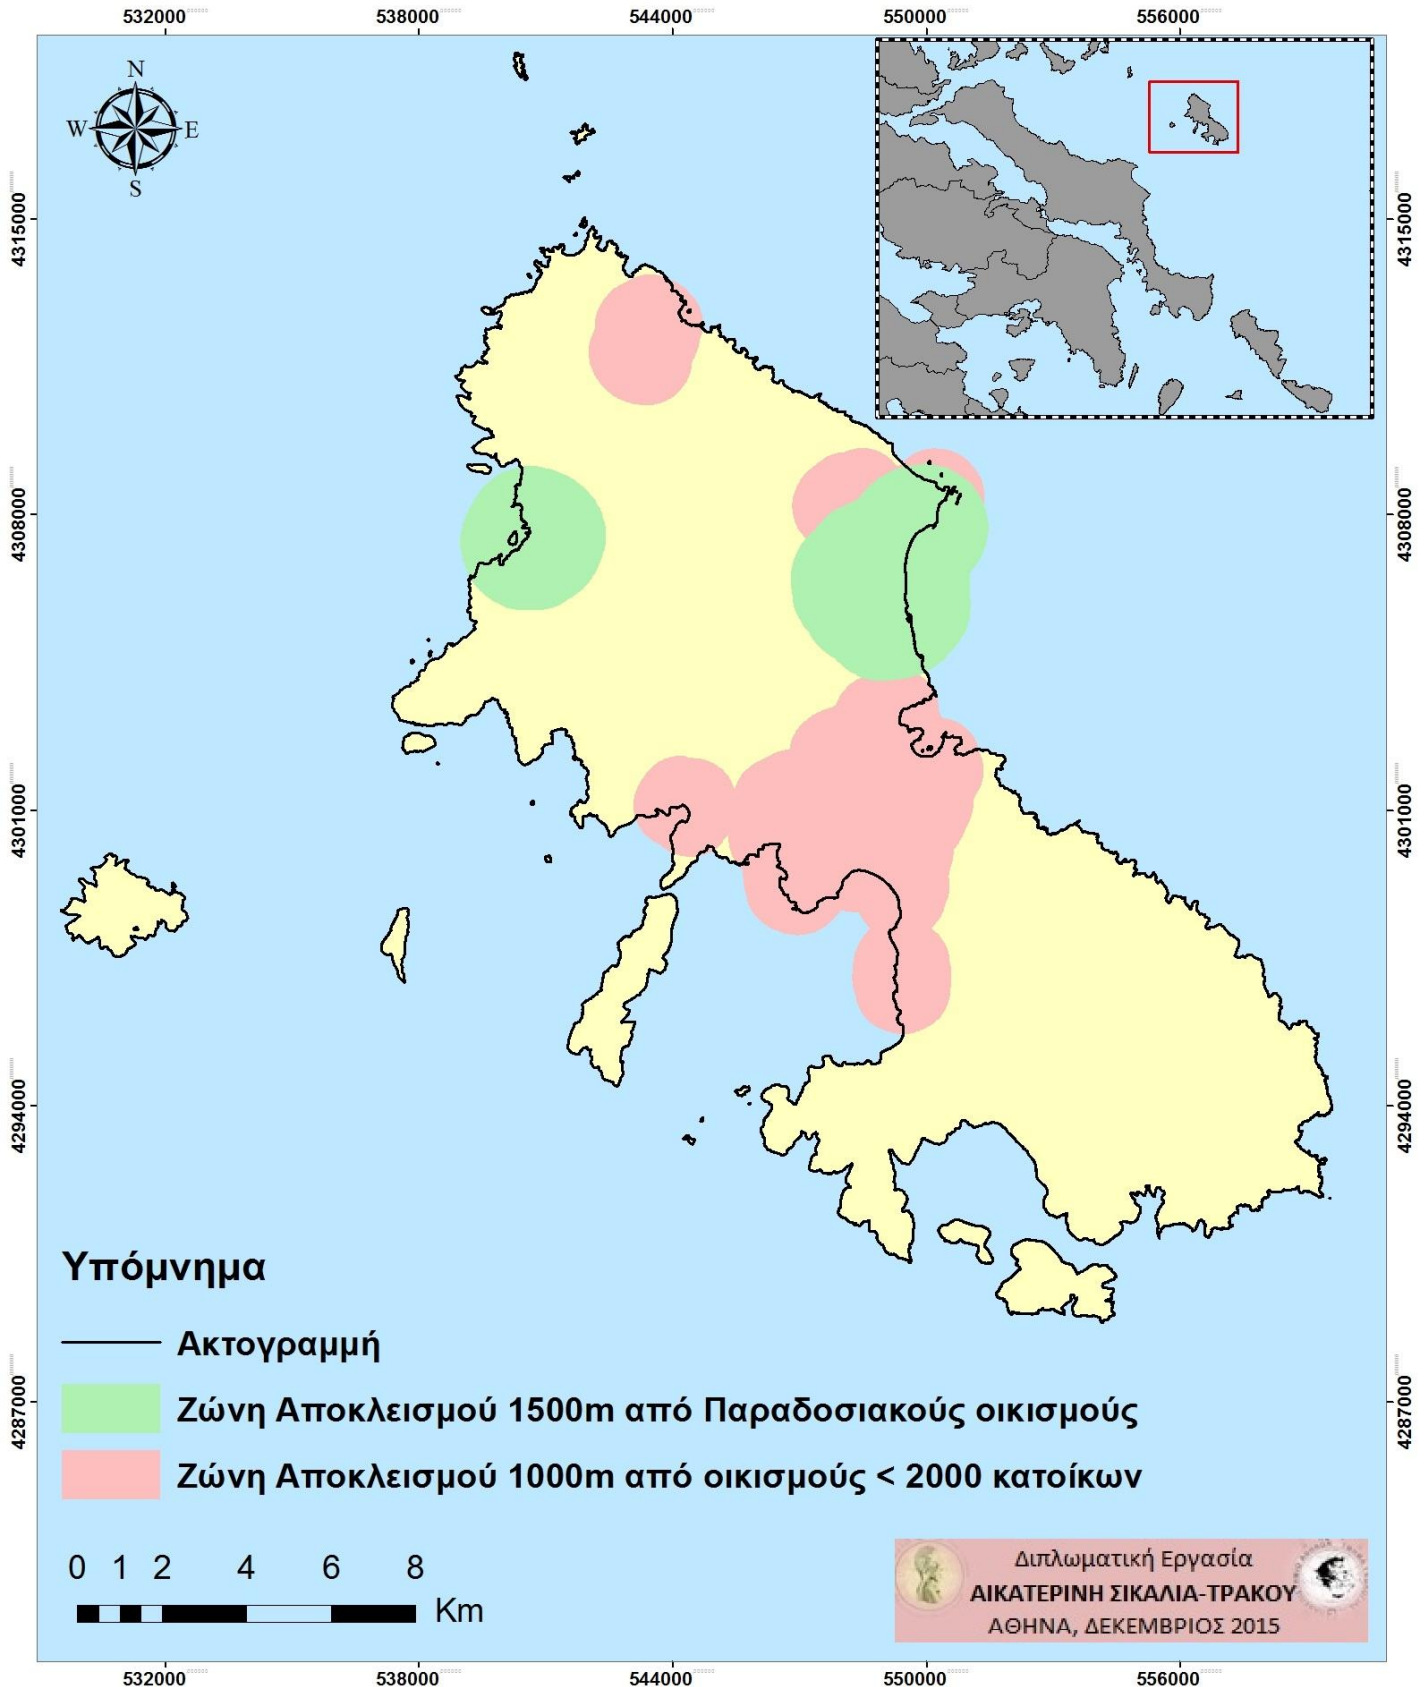 532000 538000 544000 550000 556000
N
W E
S
4315000 4315000
4308000 4308000
4301000 4301000
4294000 4294000
4287000 4287000
Υπόμνημα
Ακτογραμμή
Ζώνη Αποκλεισμού 1500m από Παραδοσιακούς οικισμούς
Ζώνη Αποκλεισμού 1000m από οικισμούς < 2000 κατοίκων
0 1 2 4 6 8
Km
Διπλωματική Εργασία
ΑΙΚΑΤΕΡΙΝΗ ΣΙΚΑΛΙΑ-ΤΡΑΚΟΥ
ΑΘΗΝΑ, ΔΕΚΕΜΒΡΙΟΣ 2015
532000 538000 544000 550000 556000